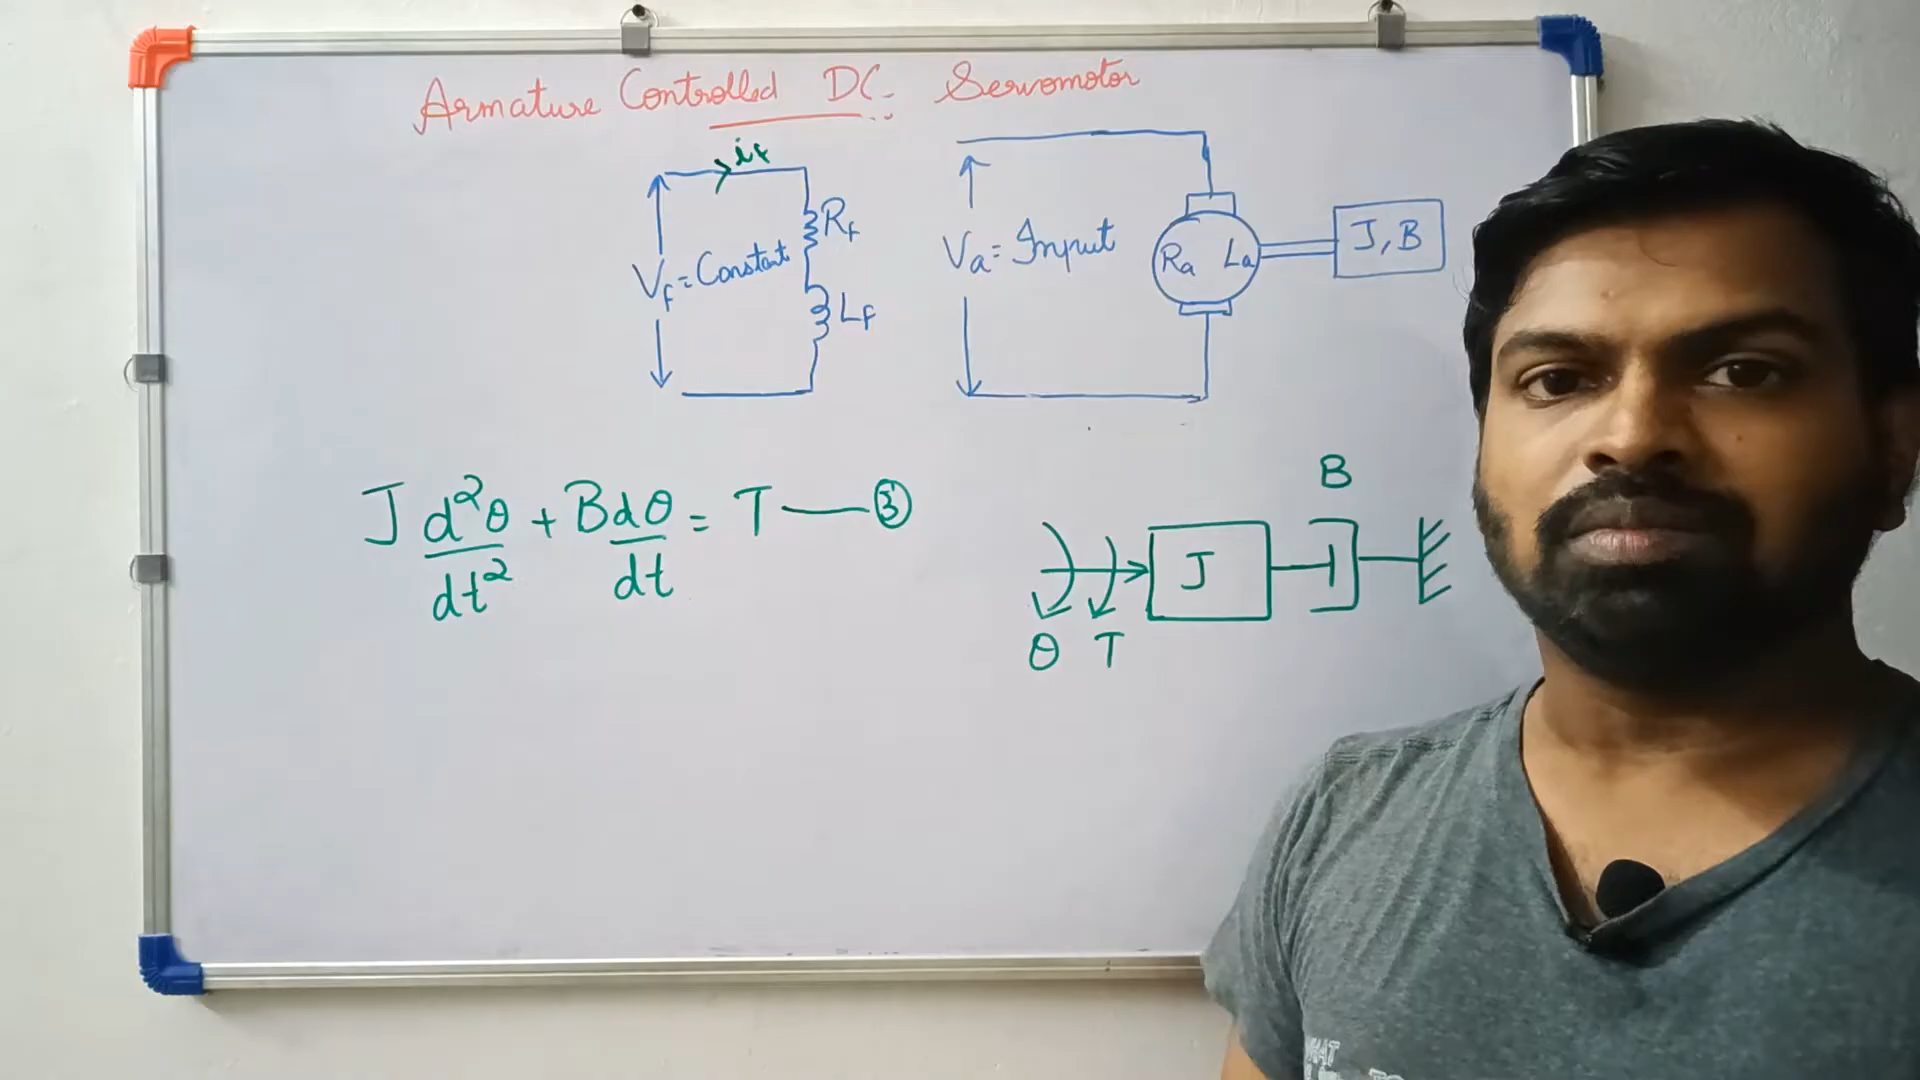 Armature Controlled DC Servomotor
if
Rf
Vf = Constant
Lf
Va = Input
Ra La
J, B
J d²θ/dt² + B dθ/dt = T — ③
B
J
θ T